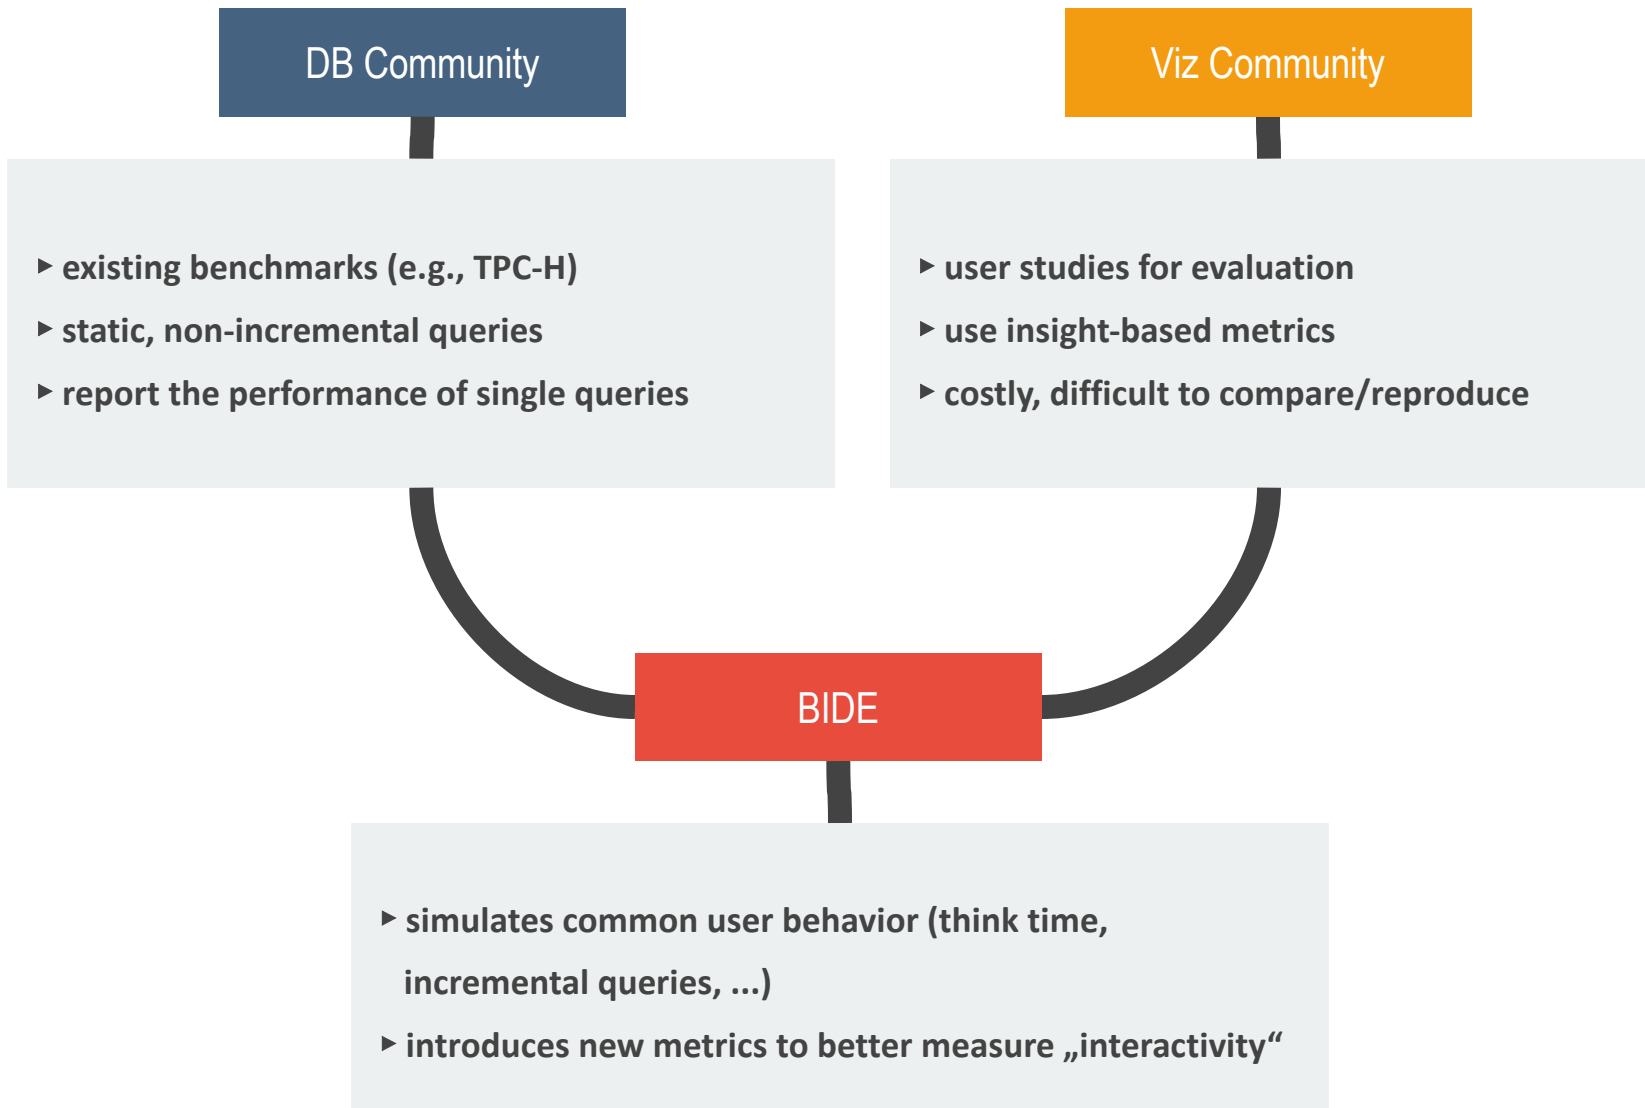 DB Community
Viz Community
▸ existing benchmarks (e.g., TPC-H)
▸ static, non-incremental queries
▸ report the performance of single queries
▸ user studies for evaluation
▸ use insight-based metrics
▸ costly, difficult to compare/reproduce
BIDE
▸ simulates common user behavior (think time,
incremental queries, ...)
▸ introduces new metrics to better measure „interactivity“